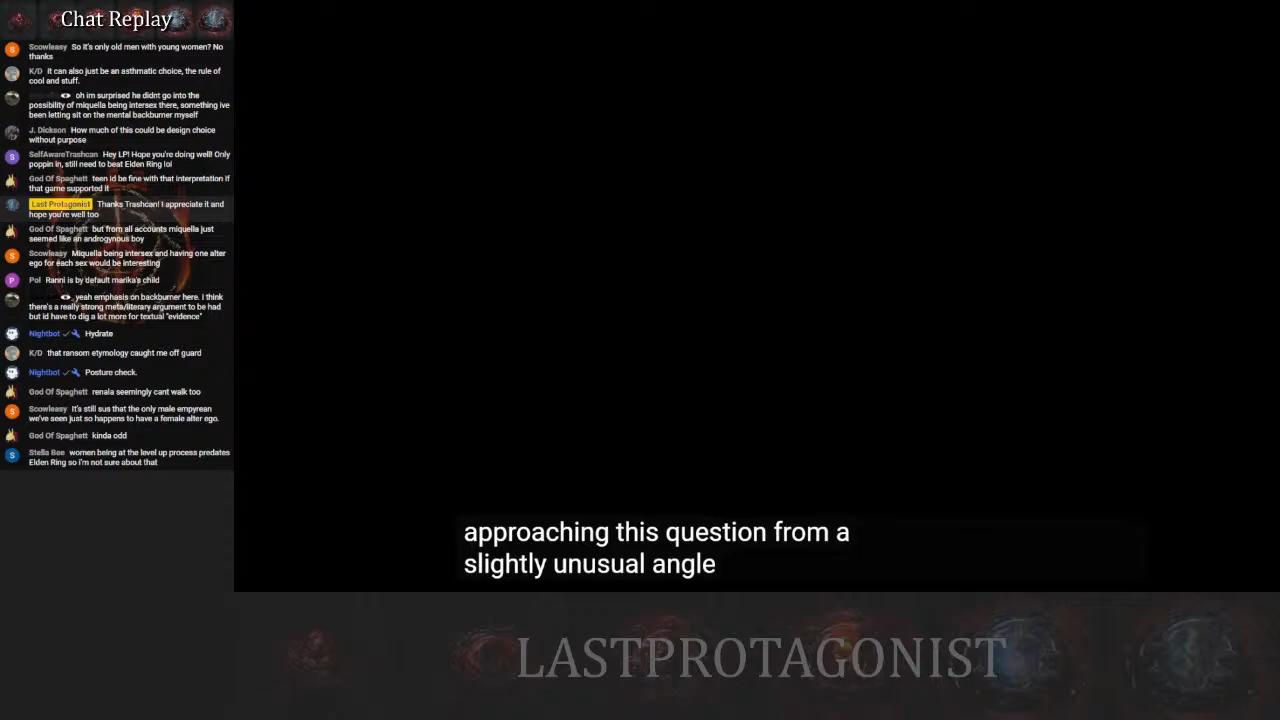 Chat Replay
Scowleasy So it's only old men with young women? No
thanks
K/D It can also just be an asthmatic choice, the rule of
cool and stuff.
oh im surprised he didnt go into the
possibility of miquella being intersex there, something ive
been letting sit on the mental backburner myself
J. Dickson How much of this could be design choice
without purpose
S SelfAwareTrashcan Hey LP! Hope you're doing well! Only
poppin in, still need to beat Elden Ring lol
God Of Spaghett teen id be fine with that interpretation if
that game supported it
Last Protagonist Thanks Trashcan! I appreciate it and
hope you're well too
God Of Spaghett but from all accounts miquella just
seemed like an androgynous boy
S Scowleasy Miquella being intersex and having one alter
ego for each sex would be interesting
P Pol Ranni is by default marika's child
yeah emphasis on backburner here. I think
there's a really strong meta/literary argument to be had
but id have to dig a lot more for textual "evidence"
Nightbot Hydrate
K/D that ransom etymology caught me off guard
Nightbot Posture check.
God Of Spaghett renala seemingly cant walk too
S Scowleasy It's still sus that the only male empyrean
we've seen just so happens to have a female alter ego.
God Of Spaghett kinda odd
S Stella Bee women being at the level up process predates
Elden Ring so i'm not sure about that
approaching this question from a
slightly unusual angle
LASTPROTAGONIST